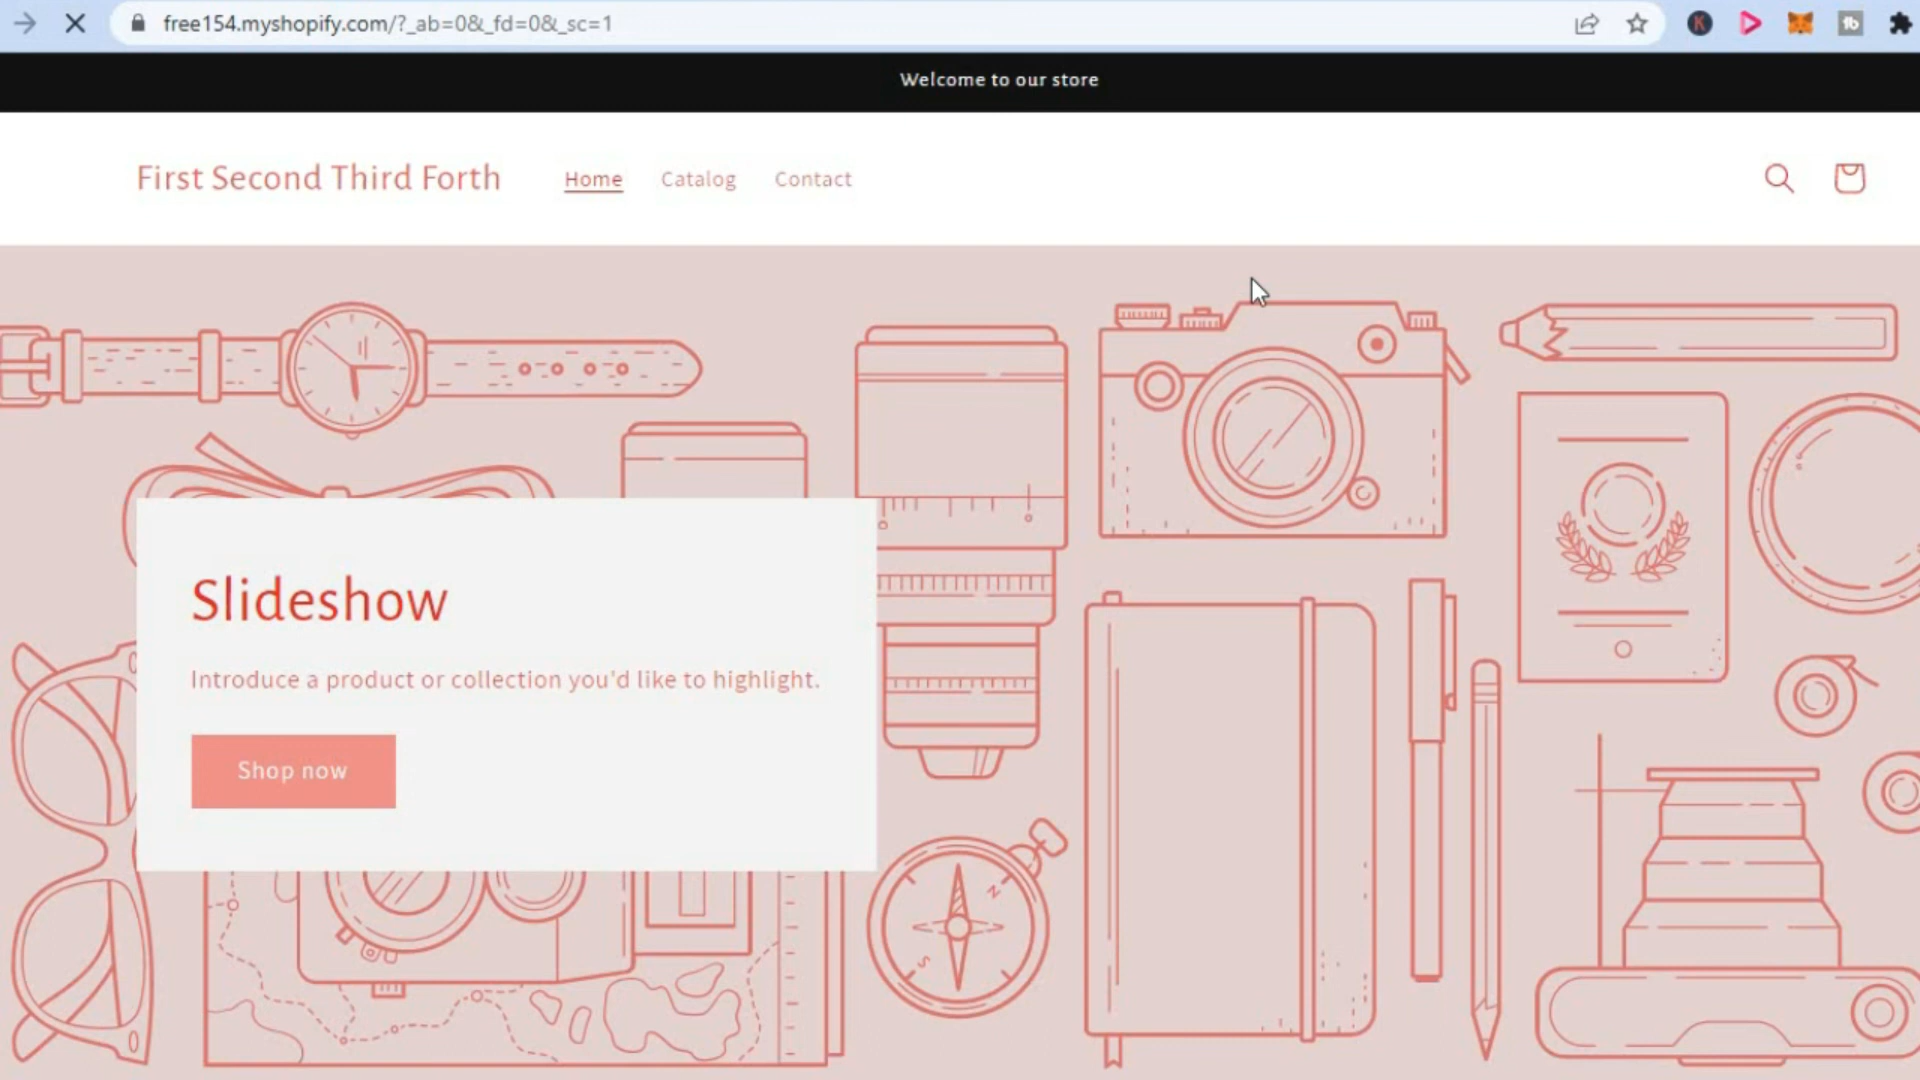 free154.myshopify.com/?_ab=0&_fd=0&_sc=1
K
tb
Welcome to our store
First Second Third Forth
Home
Catalog
Contact
Slideshow
Introduce a product or collection you'd like to highlight.
Shop now
N
S